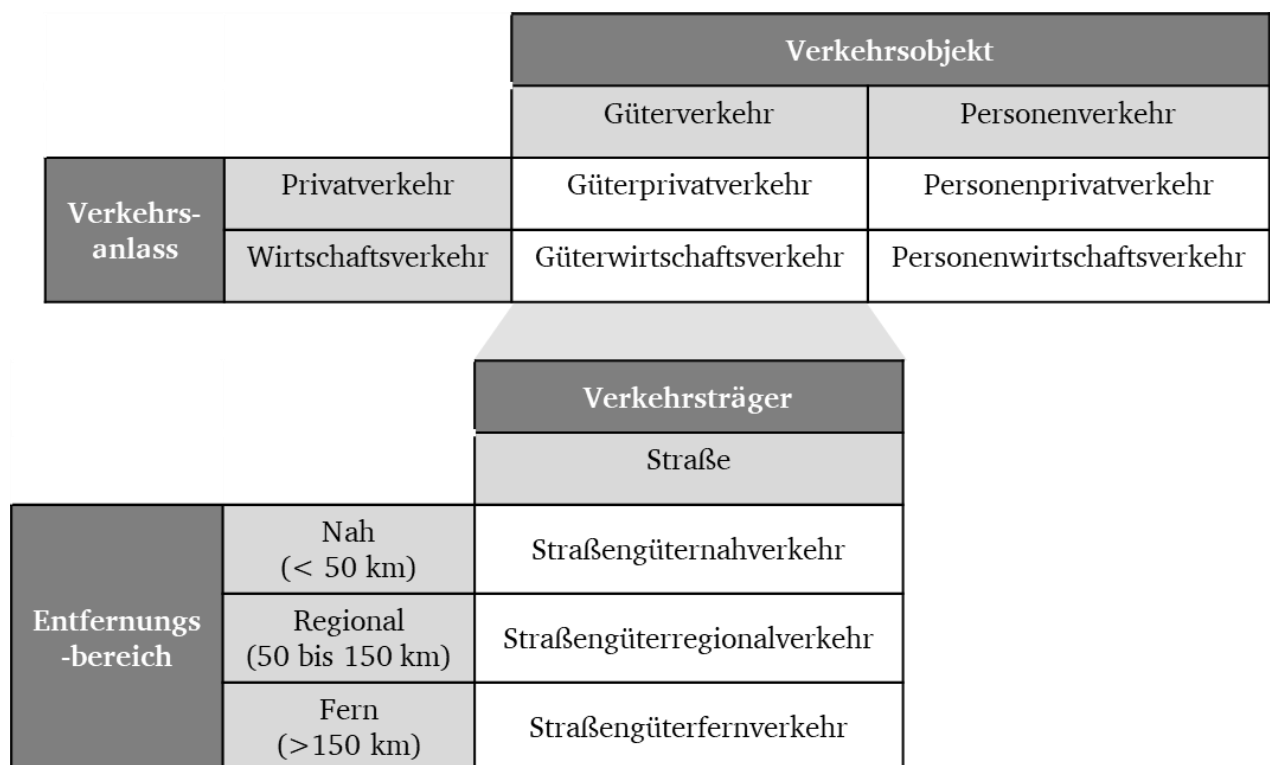 Verkehrsobjekt
Güterverkehr Personenverkehr
Verkehrs-
anlass
Privatverkehr Güterprivatverkehr Personenprivatverkehr
Wirtschaftsverkehr Güterwirtschaftsverkehr Personenwirtschaftsverkehr
Verkehrsträger
Straße
Entfernungs
-bereich
Nah
(< 50 km)
Straßengüternahverkehr
Regional
(50 bis 150 km)
Straßengüterregionalverkehr
Fern
(>150 km)
Straßengüterfernverkehr